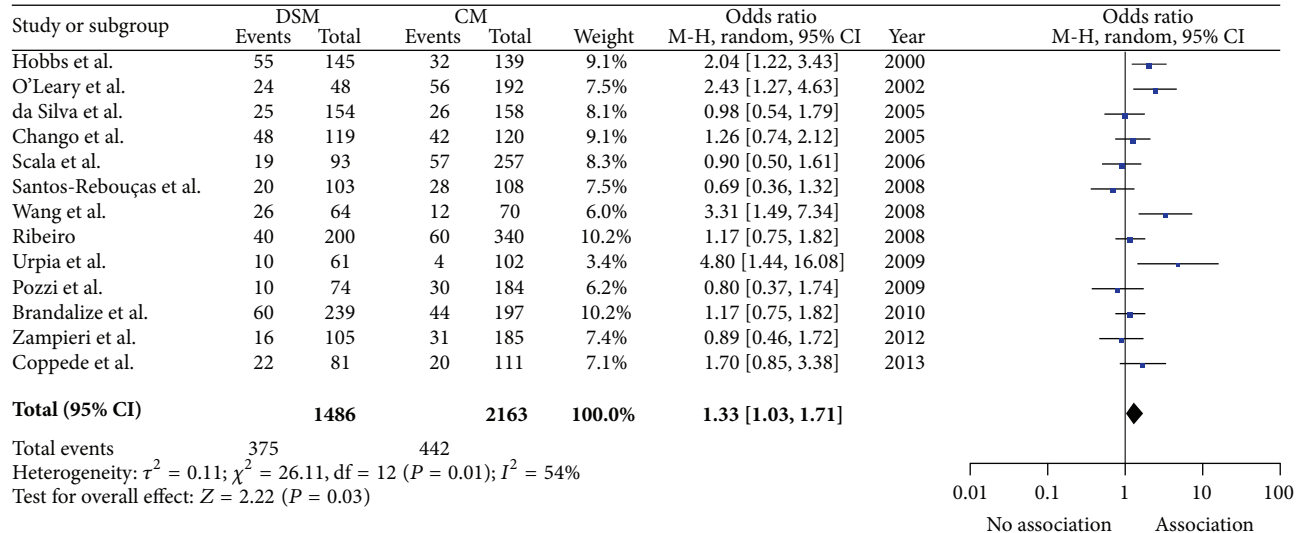 Study or subgroup DSM CM Weight Odds ratio Year Odds ratio
Events Total Events Total M-H, random, 95% CI M-H, random, 95% CI
Hobbs et al. 55 145 32 139 9.1% 2.04 [1.22, 3.43] 2000
O'Leary et al. 24 48 56 192 7.5% 2.43 [1.27, 4.63] 2002
da Silva et al. 25 154 26 158 8.1% 0.98 [0.54, 1.79] 2005
Chango et al. 48 119 42 120 9.1% 1.26 [0.74, 2.12] 2005
Scala et al. 19 93 57 257 8.3% 0.90 [0.50, 1.61] 2006
Santos-Rebouças et al. 20 103 28 108 7.5% 0.69 [0.36, 1.32] 2008
Wang et al. 26 64 12 70 6.0% 3.31 [1.49, 7.34] 2008
Ribeiro 40 200 60 340 10.2% 1.17 [0.75, 1.82] 2008
Urpia et al. 10 61 4 102 3.4% 4.80 [1.44, 16.08] 2009
Pozzi et al. 10 74 30 184 6.2% 0.80 [0.37, 1.74] 2009
Brandalize et al. 60 239 44 197 10.2% 1.17 [0.75, 1.82] 2010
Zampieri et al. 16 105 31 185 7.4% 0.89 [0.46, 1.72] 2012
Coppede et al. 22 81 20 111 7.1% 1.70 [0.85, 3.38] 2013
Total (95% CI) 1486 2163 100.0% 1.33 [1.03, 1.71]
Total events 375 442
Heterogeneity: τ² = 0.11; χ² = 26.11, df = 12 (P = 0.01); I² = 54%
Test for overall effect: Z = 2.22 (P = 0.03)
0.01 0.1 1 10 100
No association Association